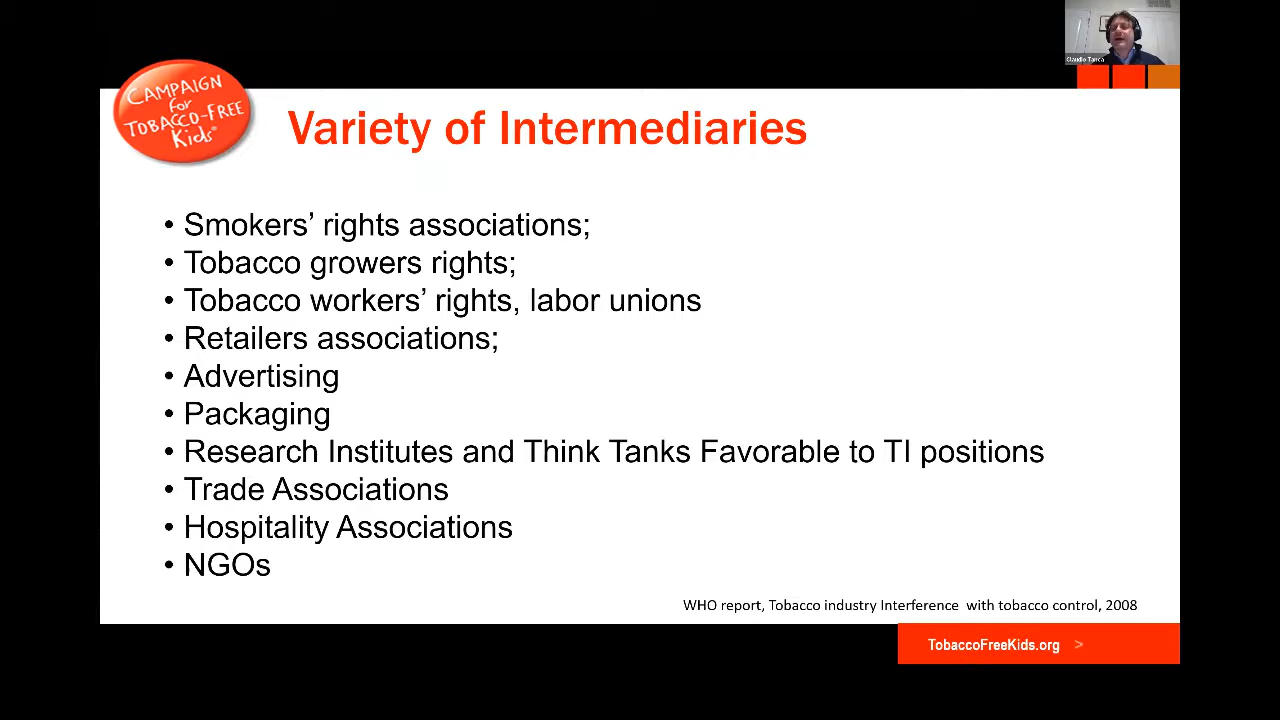 Claudio Tanca
CAMPAIGN
for
TOBACCO-FREE
Kids®
Variety of Intermediaries
• Smokers’ rights associations;
• Tobacco growers rights;
• Tobacco workers’ rights, labor unions
• Retailers associations;
• Advertising
• Packaging
• Research Institutes and Think Tanks Favorable to TI positions
• Trade Associations
• Hospitality Associations
• NGOs
WHO report, Tobacco industry Interference with tobacco control, 2008
TobaccoFreeKids.org >